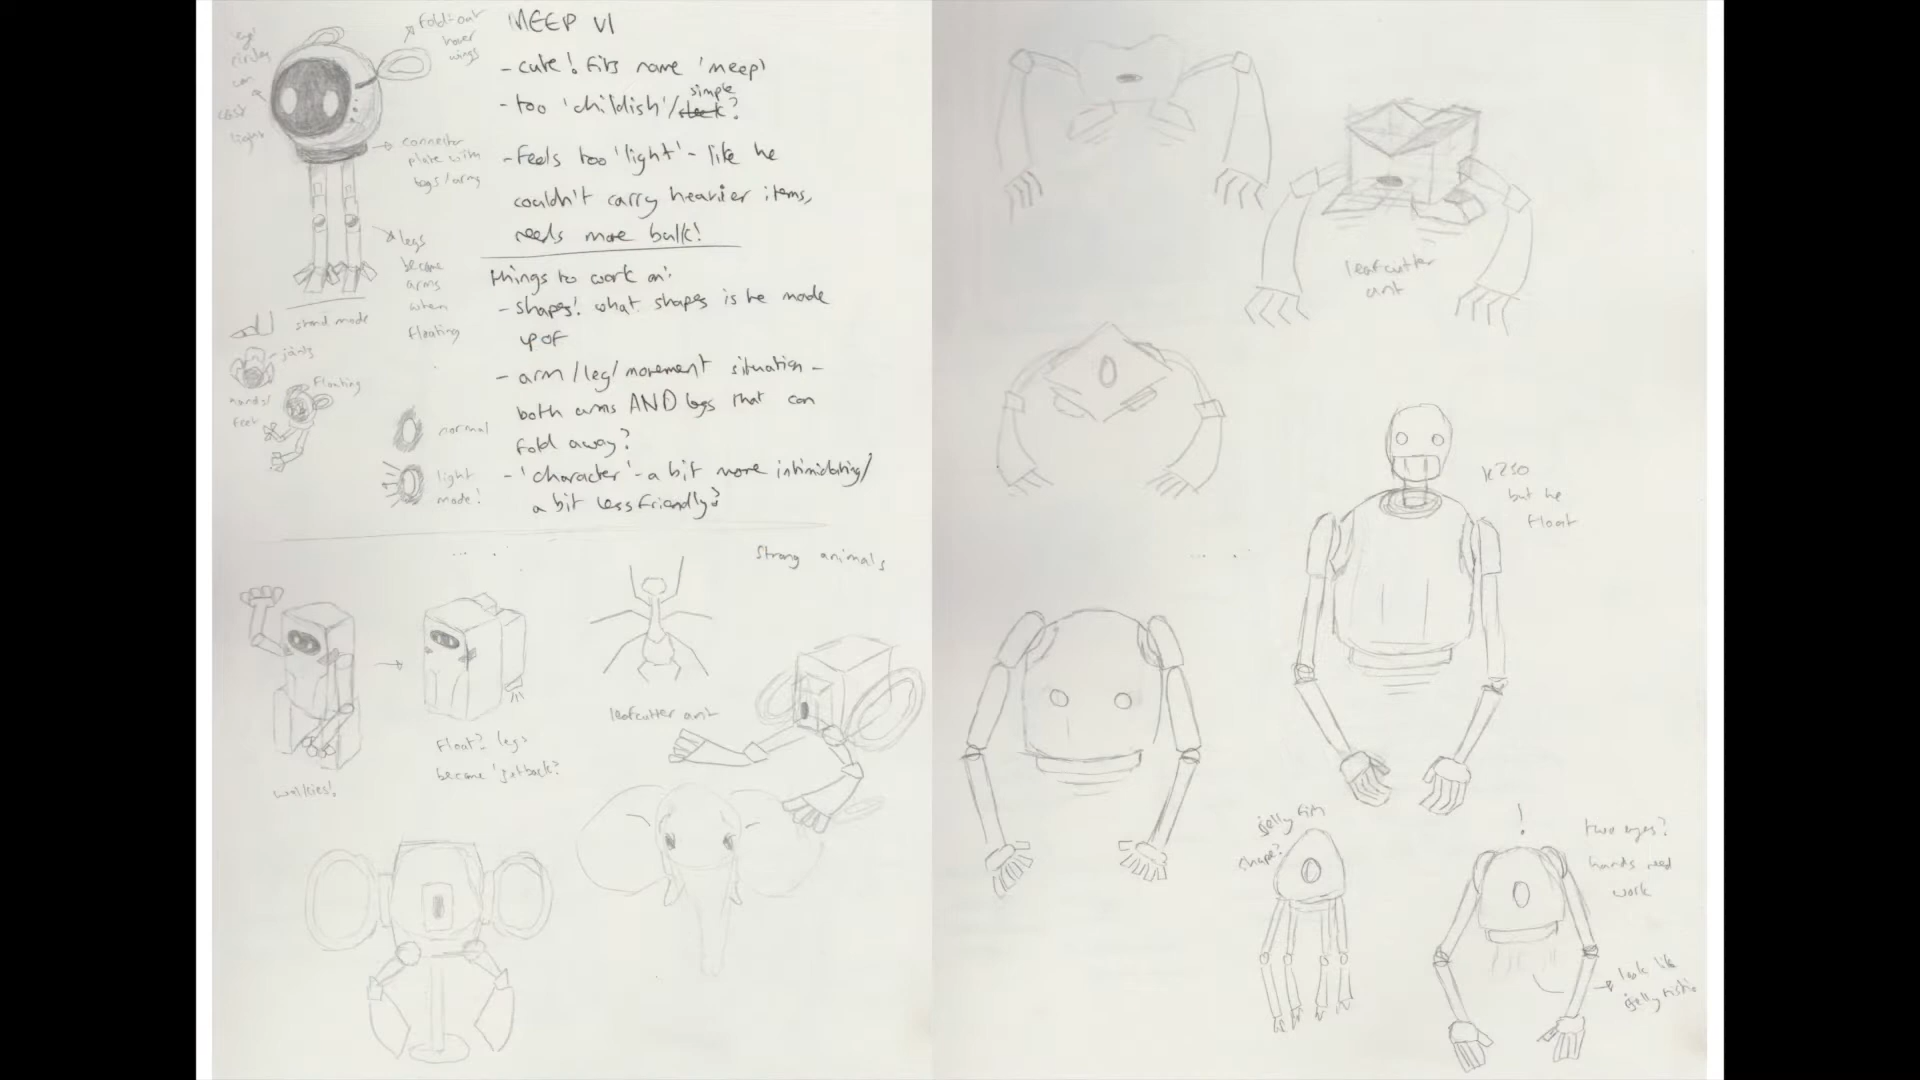 MEEP V1
- cute! fits name 'meep'
- too 'childish'/simple?
- feels too 'light' - like he
couldn't carry heavier items,
needs more bulk!
things to work on:
- shapes! what shapes is he made
up of
- arm/leg/movement situation -
both arms AND legs that can
fold away?
- 'character' - a bit more intimidating/
a bit less friendly?
eye
circles
can
cast
light
fold-out
hover
wings
connector
plate with
legs/arms
legs
become
arms
when
floating
stand mode
joints
hands/
feet
floating
normal
light
mode!
strong animals
walkies!
float? legs
become 'jetback?
leafcutter ant
leafcutter
ant
k2so
but he
float
jelly fish
shape?
!
two eyes?
hands need
work
look like